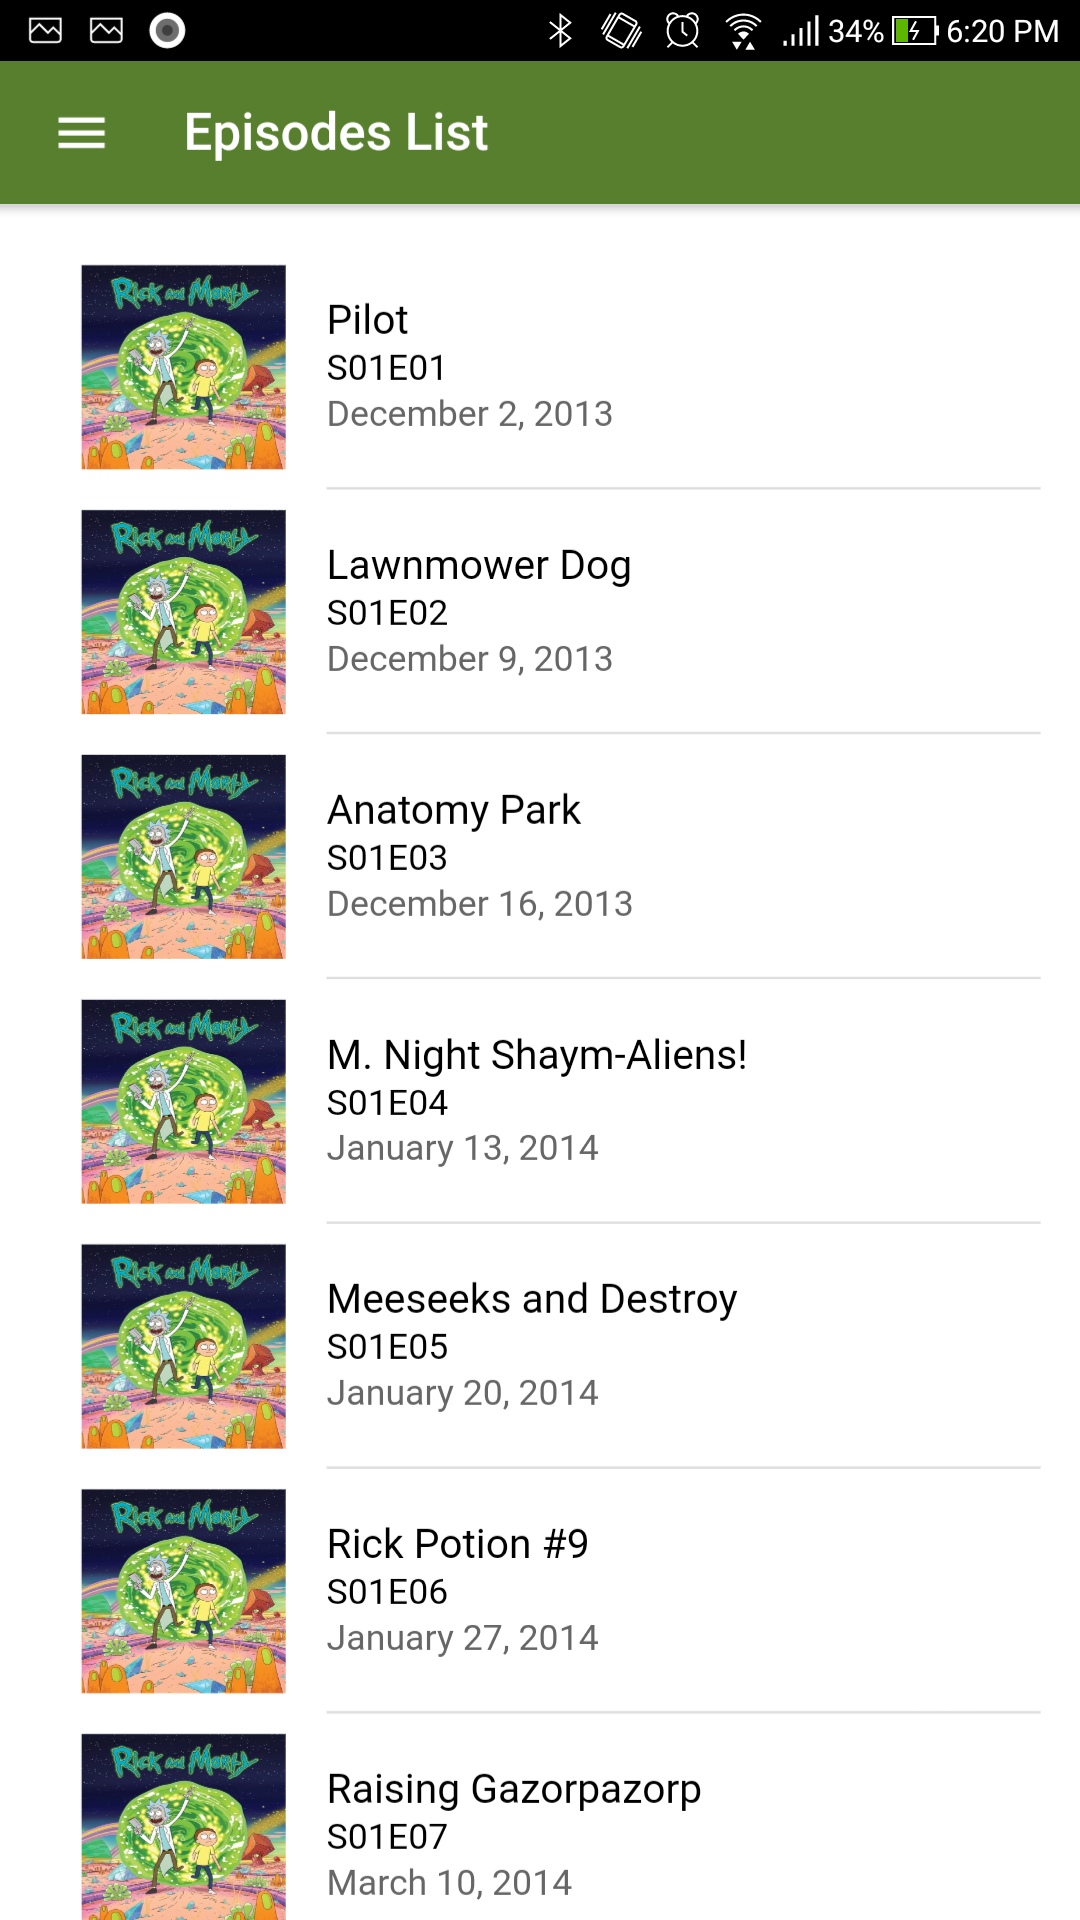 34% 6:20 PM
Episodes List
Rick and Morty
Pilot
S01E01
December 2, 2013
Rick and Morty
Lawnmower Dog
S01E02
December 9, 2013
Rick and Morty
Anatomy Park
S01E03
December 16, 2013
Rick and Morty
M. Night Shaym-Aliens!
S01E04
January 13, 2014
Rick and Morty
Meeseeks and Destroy
S01E05
January 20, 2014
Rick and Morty
Rick Potion #9
S01E06
January 27, 2014
Rick and Morty
Raising Gazorpazorp
S01E07
March 10, 2014